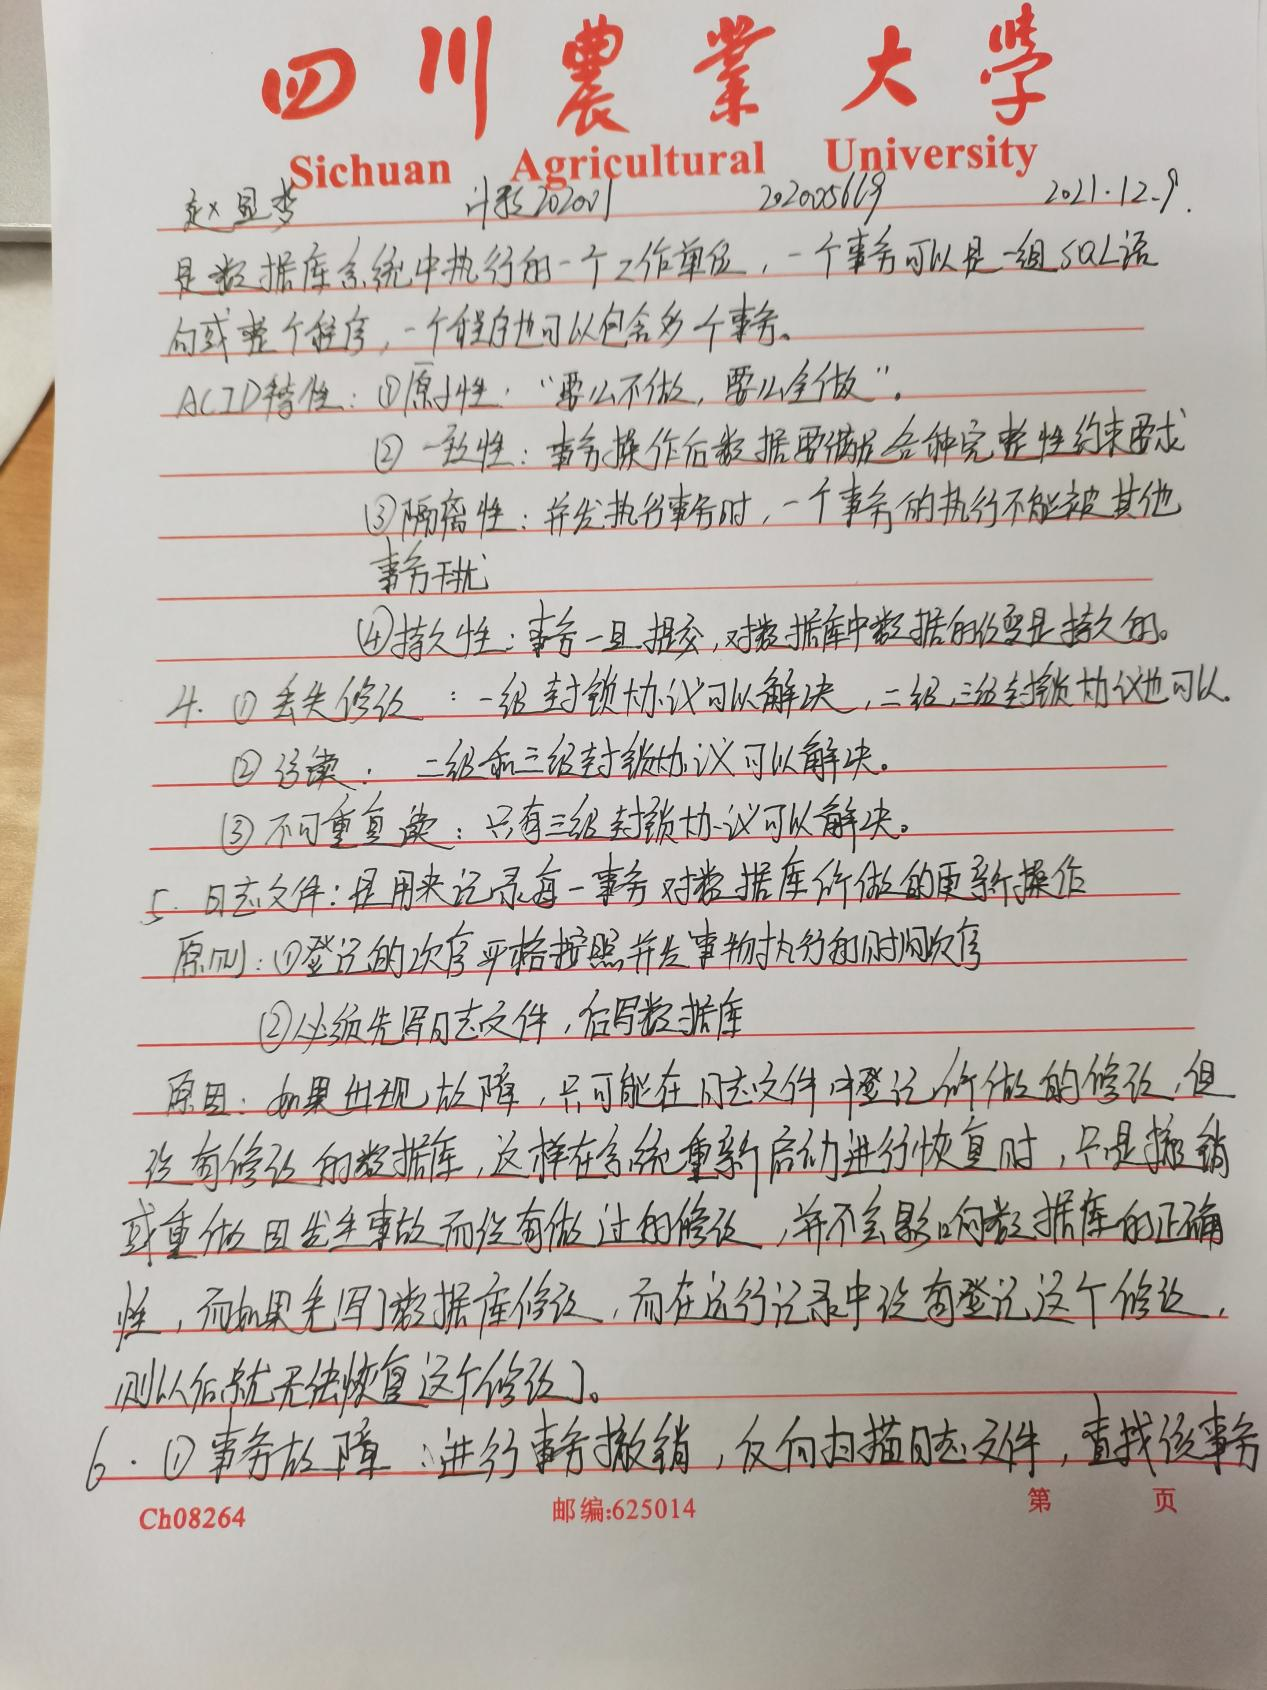 四川農業大学
Sichuan Agricultural University
赵显梦 计科202001 202005619 2021.12.9.
是数据库系统中执行的一个工作单位，一个事务可以是一组SQL语
句或整个程序，一个程序也可以包含多个事务。
ACID特性：①原子性："要么不做，要么全做"。
②一致性：事务操作后数据要满足各种完整性约束要求
③隔离性：并发执行事务时，一个事务的执行不能被其他
事务干扰
④持久性：事务一旦提交，对数据库中数据的改变是持久的。
4.①丢失修改：一级封锁协议可以解决，二级，三级封锁协议也可以.
②污读：二级和三级封锁协议可以解决。
③不可重复读：只有三级封锁协议可以解决。
5.日志文件：是用来记录每一事务对数据库所做的更新操作
原则：①登记的次序严格按照并发事物执行的时间次序
②必须先写日志文件，后写数据库
原因：如果出现故障，只可能在日志文件中登记所做的修改，但
没有修改的数据库，这样在系统重新启动进行恢复时，只是撤销
或重做因发生事故而没有做过的修改，并不会影响数据库的正确
性，而如果先写了数据库修改，而在运行记录中没有登记这个修改，
则以后就无法恢复这个修改了。
6.①事务故障：进行事务撤销，反向扫描日志文件，查找该事务
Ch08264 邮编:625014 第 页